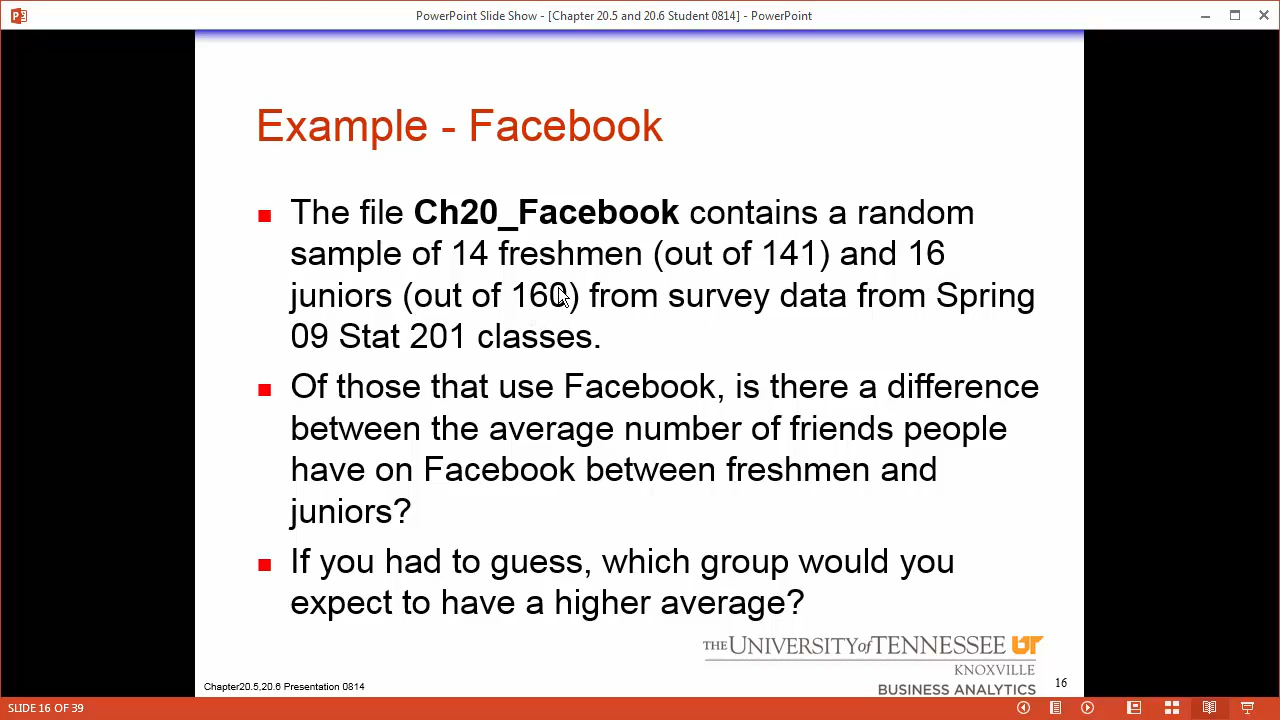 PowerPoint Slide Show - [Chapter 20.5 and 20.6 Student 0814] - PowerPoint
Example - Facebook
The file Ch20_Facebook contains a random
sample of 14 freshmen (out of 141) and 16
juniors (out of 160) from survey data from Spring
09 Stat 201 classes.
Of those that use Facebook, is there a difference
between the average number of friends people
have on Facebook between freshmen and
juniors?
If you had to guess, which group would you
expect to have a higher average?
THE UNIVERSITY of TENNESSEE UT
KNOXVILLE
BUSINESS ANALYTICS
Chapter20.5,20.6 Presentation 0814
16
SLIDE 16 OF 39